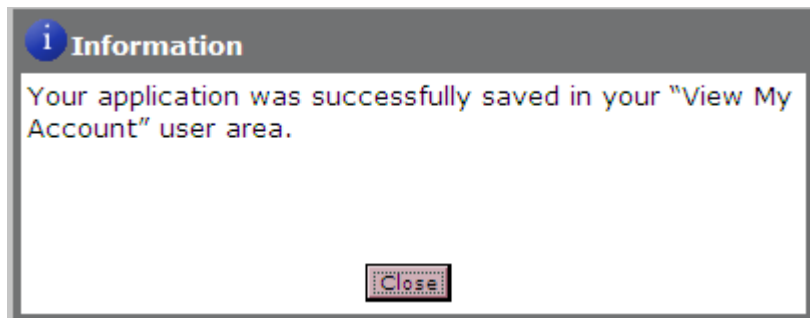 i Information
Your application was successfully saved in your “View My
Account” user area.
Close